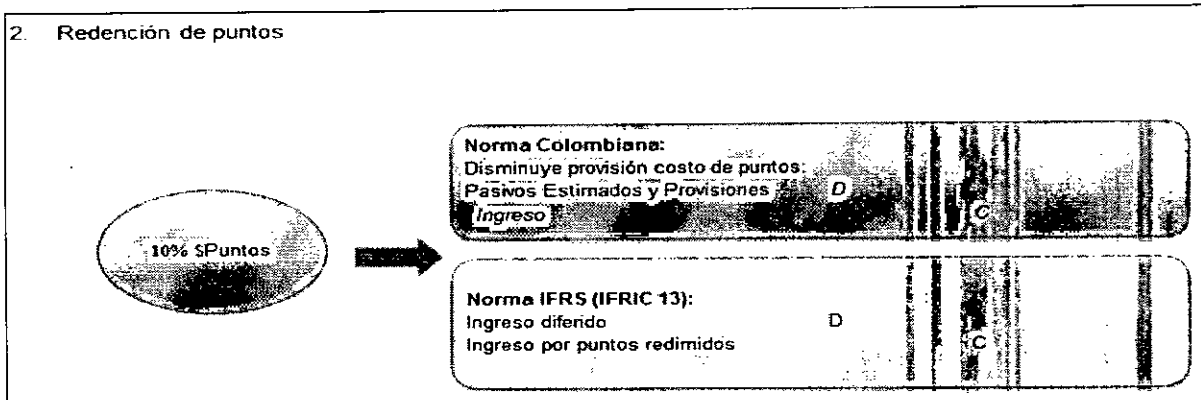 2. Redención de puntos
Norma Colombiana:
Disminuye provisión costo de puntos:
Pasivos Estimados y Provisiones D
Ingreso C
10% $Puntos
Norma IFRS (IFRIC 13):
Ingreso diferido D
Ingreso por puntos redimidos C